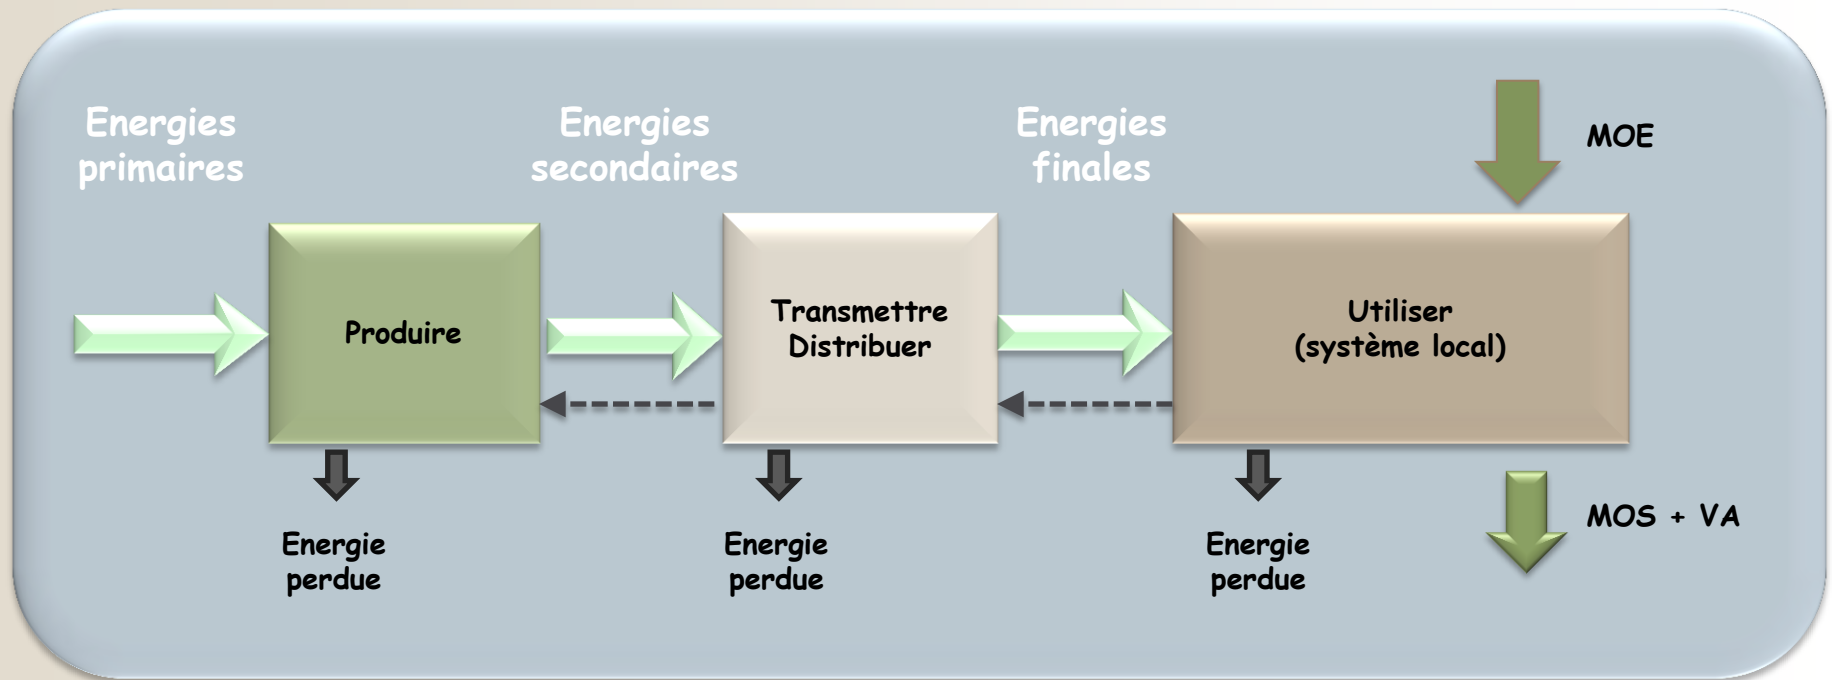 Energies
primaires
Energies
secondaires
Energies
finales
MOE
Produire
Transmettre
Distribuer
Utiliser
(système local)
Energie
perdue
Energie
perdue
Energie
perdue
MOS + VA